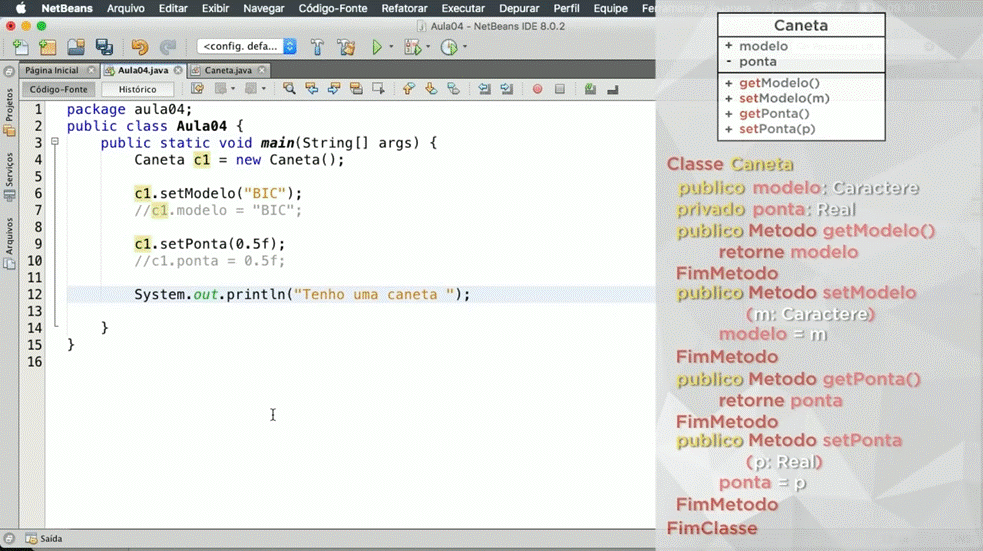 NetBeans Arquivo Editar Exibir Navegar Código-Fonte Refatorar Executar Depurar Perfil Equipe Ferramentas
Aula04 - NetBeans IDE 8.0.2
<config. defa...
Página Inicial
Aula04.java
Caneta.java
Código-Fonte
Histórico
Projetos
Serviços
Arquivos
1 package aula04;
2 public class Aula04 {
3 public static void main(String[] args) {
4 Caneta c1 = new Caneta();
5
6 c1.setModelo("BIC");
7 //c1.modelo = "BIC";
8
9 c1.setPonta(0.5f);
10 //c1.ponta = 0.5f;
11
12 System.out.println("Tenho uma caneta ");
13
14 }
15 }
16
Saída
INS
Caneta
+ modelo
- ponta
+ getModelo()
+ setModelo(m)
+ getPonta()
+ setPonta(p)
Classe Caneta
publico modelo: Caractere
privado ponta: Real
publico Metodo getModelo()
retorne modelo
FimMetodo
publico Metodo setModelo
(m: Caractere)
modelo = m
FimMetodo
publico Metodo getPonta()
retorne ponta
FimMetodo
publico Metodo setPonta
(p: Real)
ponta = p
FimMetodo
FimClasse